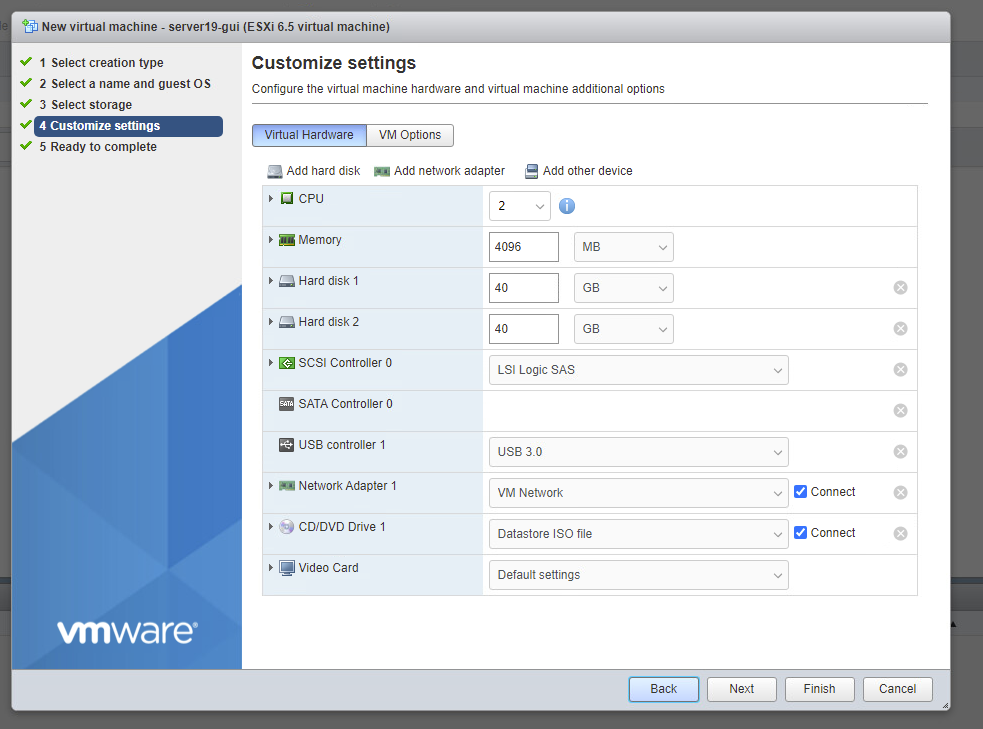 New virtual machine - server19-gui (ESXi 6.5 virtual machine)
1 Select creation type
2 Select a name and guest OS
3 Select storage
4 Customize settings
5 Ready to complete
vmware®
Customize settings
Configure the virtual machine hardware and virtual machine additional options
Virtual Hardware VM Options
Add hard disk Add network adapter Add other device
CPU 2
Memory 4096 MB
Hard disk 1 40 GB
Hard disk 2 40 GB
SCSI Controller 0 LSI Logic SAS
SATA SATA Controller 0
USB controller 1 USB 3.0
Network Adapter 1 VM Network Connect
CD/DVD Drive 1 Datastore ISO file Connect
Video Card Default settings
Back Next Finish Cancel